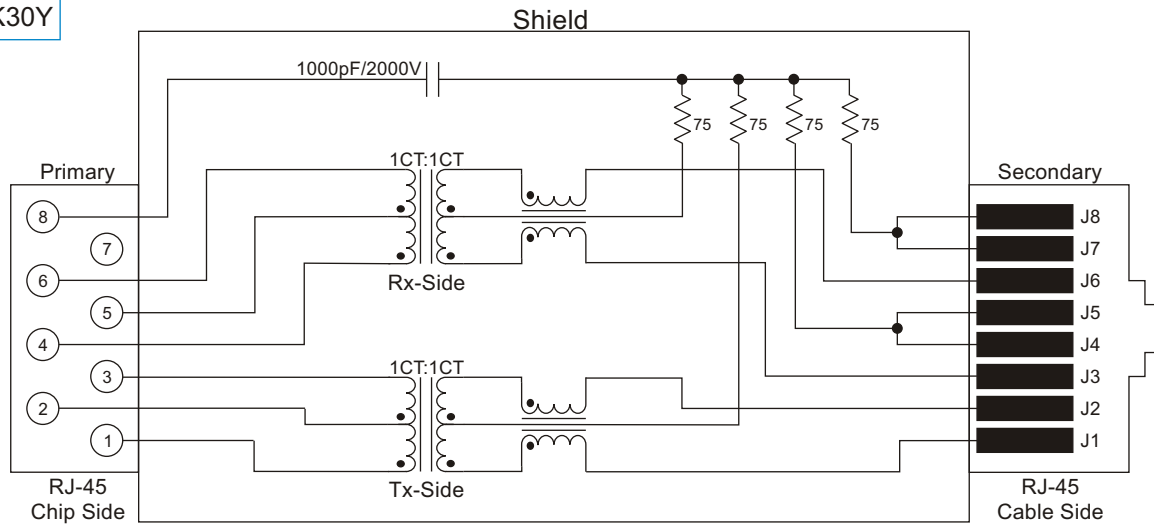 K30Y
Shield
1000pF/2000V
75
75
75
75
Primary
1CT:1CT
Secondary
8
7
6
5
4
3
2
1
Rx-Side
1CT:1CT
Tx-Side
J8
J7
J6
J5
J4
J3
J2
J1
RJ-45
Chip Side
RJ-45
Cable Side